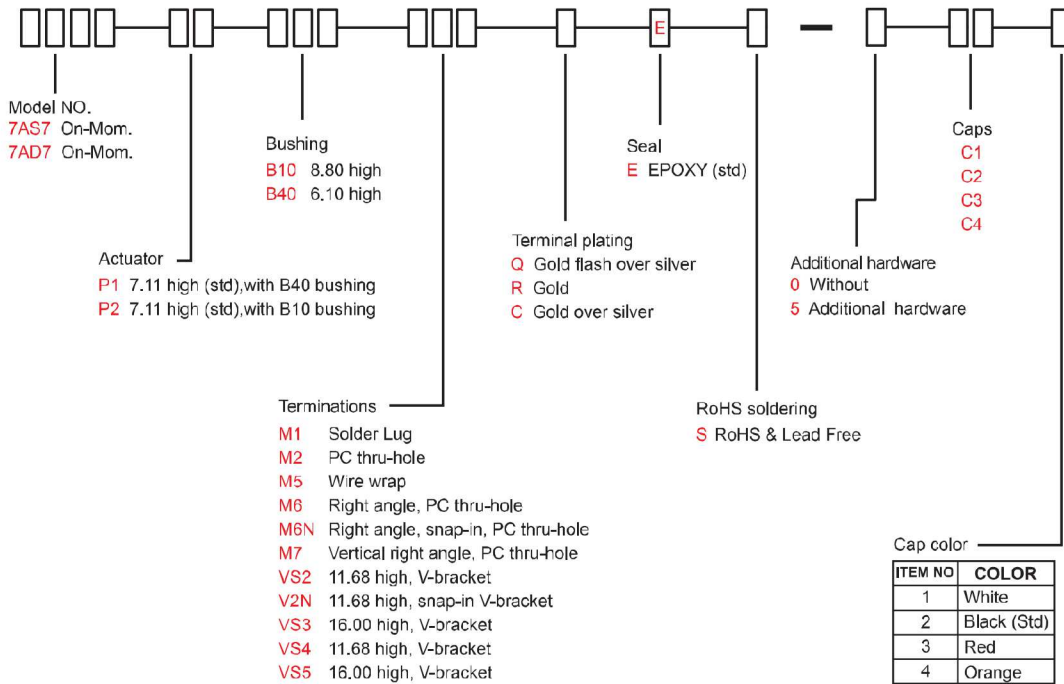 E
Model NO.
7AS7 On-Mom.
7AD7 On-Mom.
Actuator
P1 7.11 high (std),with B40 bushing
P2 7.11 high (std),with B10 bushing
Bushing
B10 8.80 high
B40 6.10 high
Terminations
M1 Solder Lug
M2 PC thru-hole
M5 Wire wrap
M6 Right angle, PC thru-hole
M6N Right angle, snap-in, PC thru-hole
M7 Vertical right angle, PC thru-hole
VS2 11.68 high, V-bracket
V2N 11.68 high, snap-in V-bracket
VS3 16.00 high, V-bracket
VS4 11.68 high, V-bracket
VS5 16.00 high, V-bracket
Terminal plating
Q Gold flash over silver
R Gold
C Gold over silver
Seal
E EPOXY (std)
RoHS soldering
S RoHS & Lead Free
Additional hardware
0 Without
5 Additional hardware
Caps
C1
C2
C3
C4
Cap color
ITEM NO COLOR
1 White
2 Black (Std)
3 Red
4 Orange